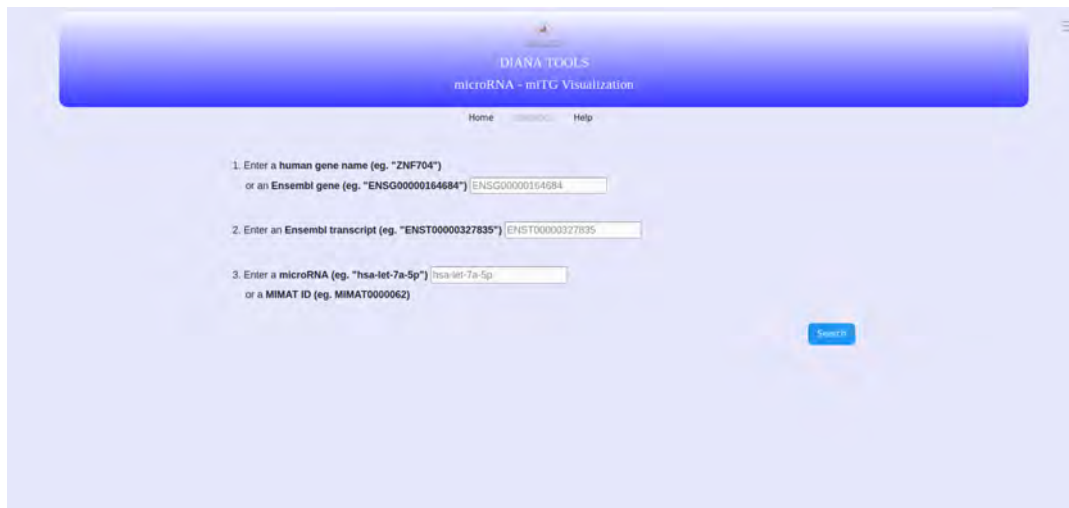 DIANA TOOLS
microRNA - miTG Visualization
Home Help
1. Enter a human gene name (eg. "ZNF704")
or an Ensembl gene (eg. "ENSG00000164684") ENSG00000164684
2. Enter an Ensembl transcript (eg. "ENST00000327835") ENST00000327835
3. Enter a microRNA (eg. "hsa-let-7a-5p") hsa-let-7a-5p
or a MIMAT ID (eg. MIMAT0000062)
Search